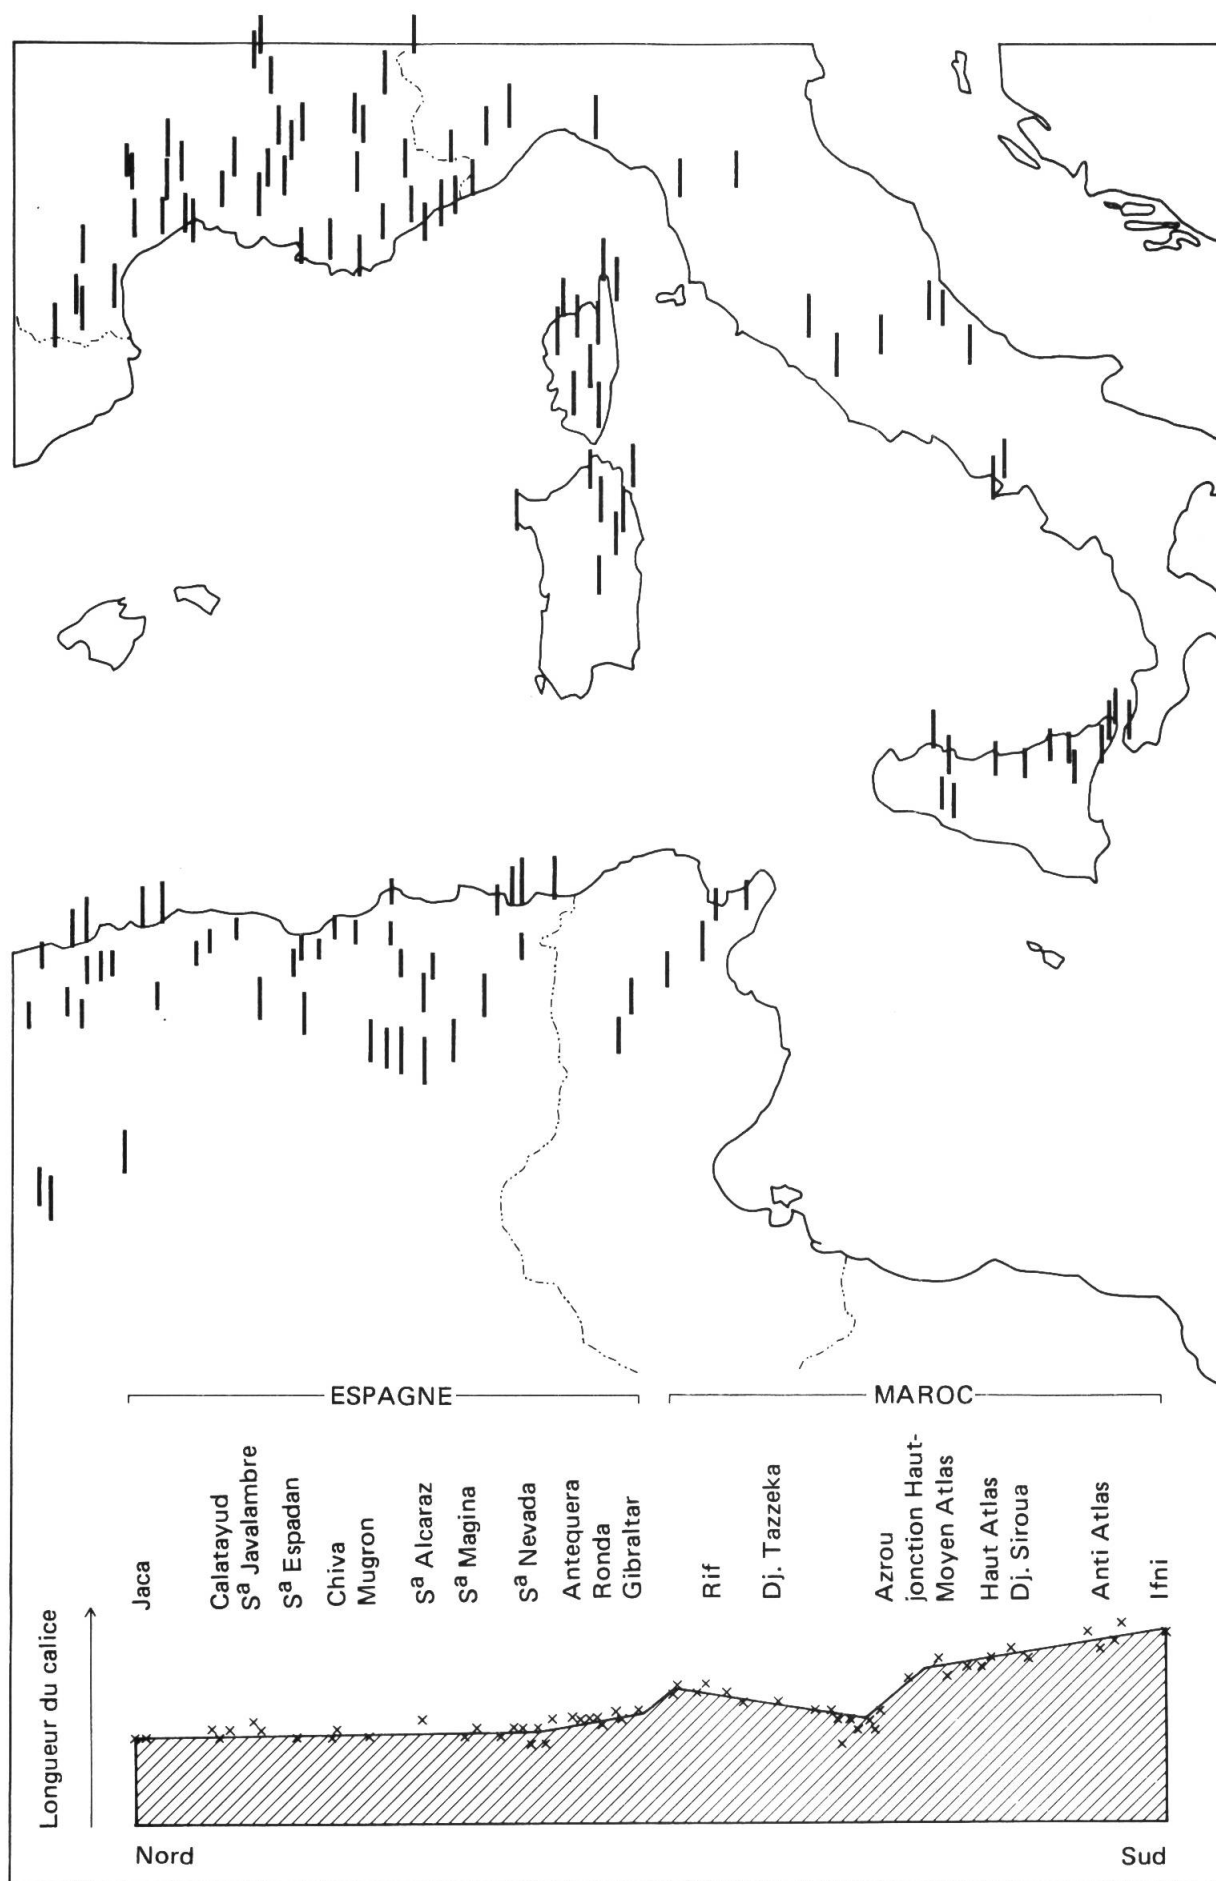 ESPAGNE
MAROC
Jaca
Calatayud
Sª Javalambre
Sª Espadan
Chiva
Mugron
Sª Alcaraz
Sª Magina
Sª Nevada
Antequera
Ronda
Gibraltar
Rif
Dj. Tazzeka
Azrou
jonction Haut-
Moyen Atlas
Haut Atlas
Dj. Siroua
Anti Atlas
Ifni
Longueur du calice
Nord
Sud